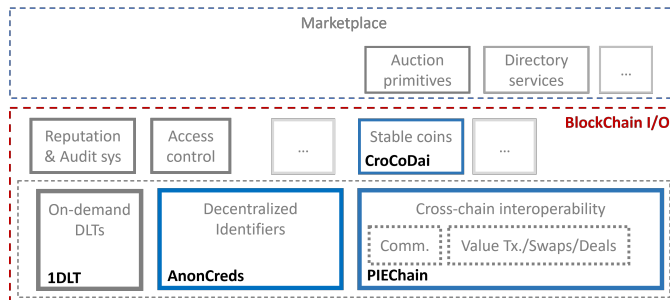 Marketplace
Auction
primitives
Directory
services
...
BlockChain I/O
Reputation
& Audit sys
Access
control
...
Stable coins
CroCoDai
...
On-demand
DLTs
1DLT
Decentralized
Identifiers
AnonCreds
Cross-chain interoperability
Comm.
Value Tx./Swaps/Deals
PIEChain